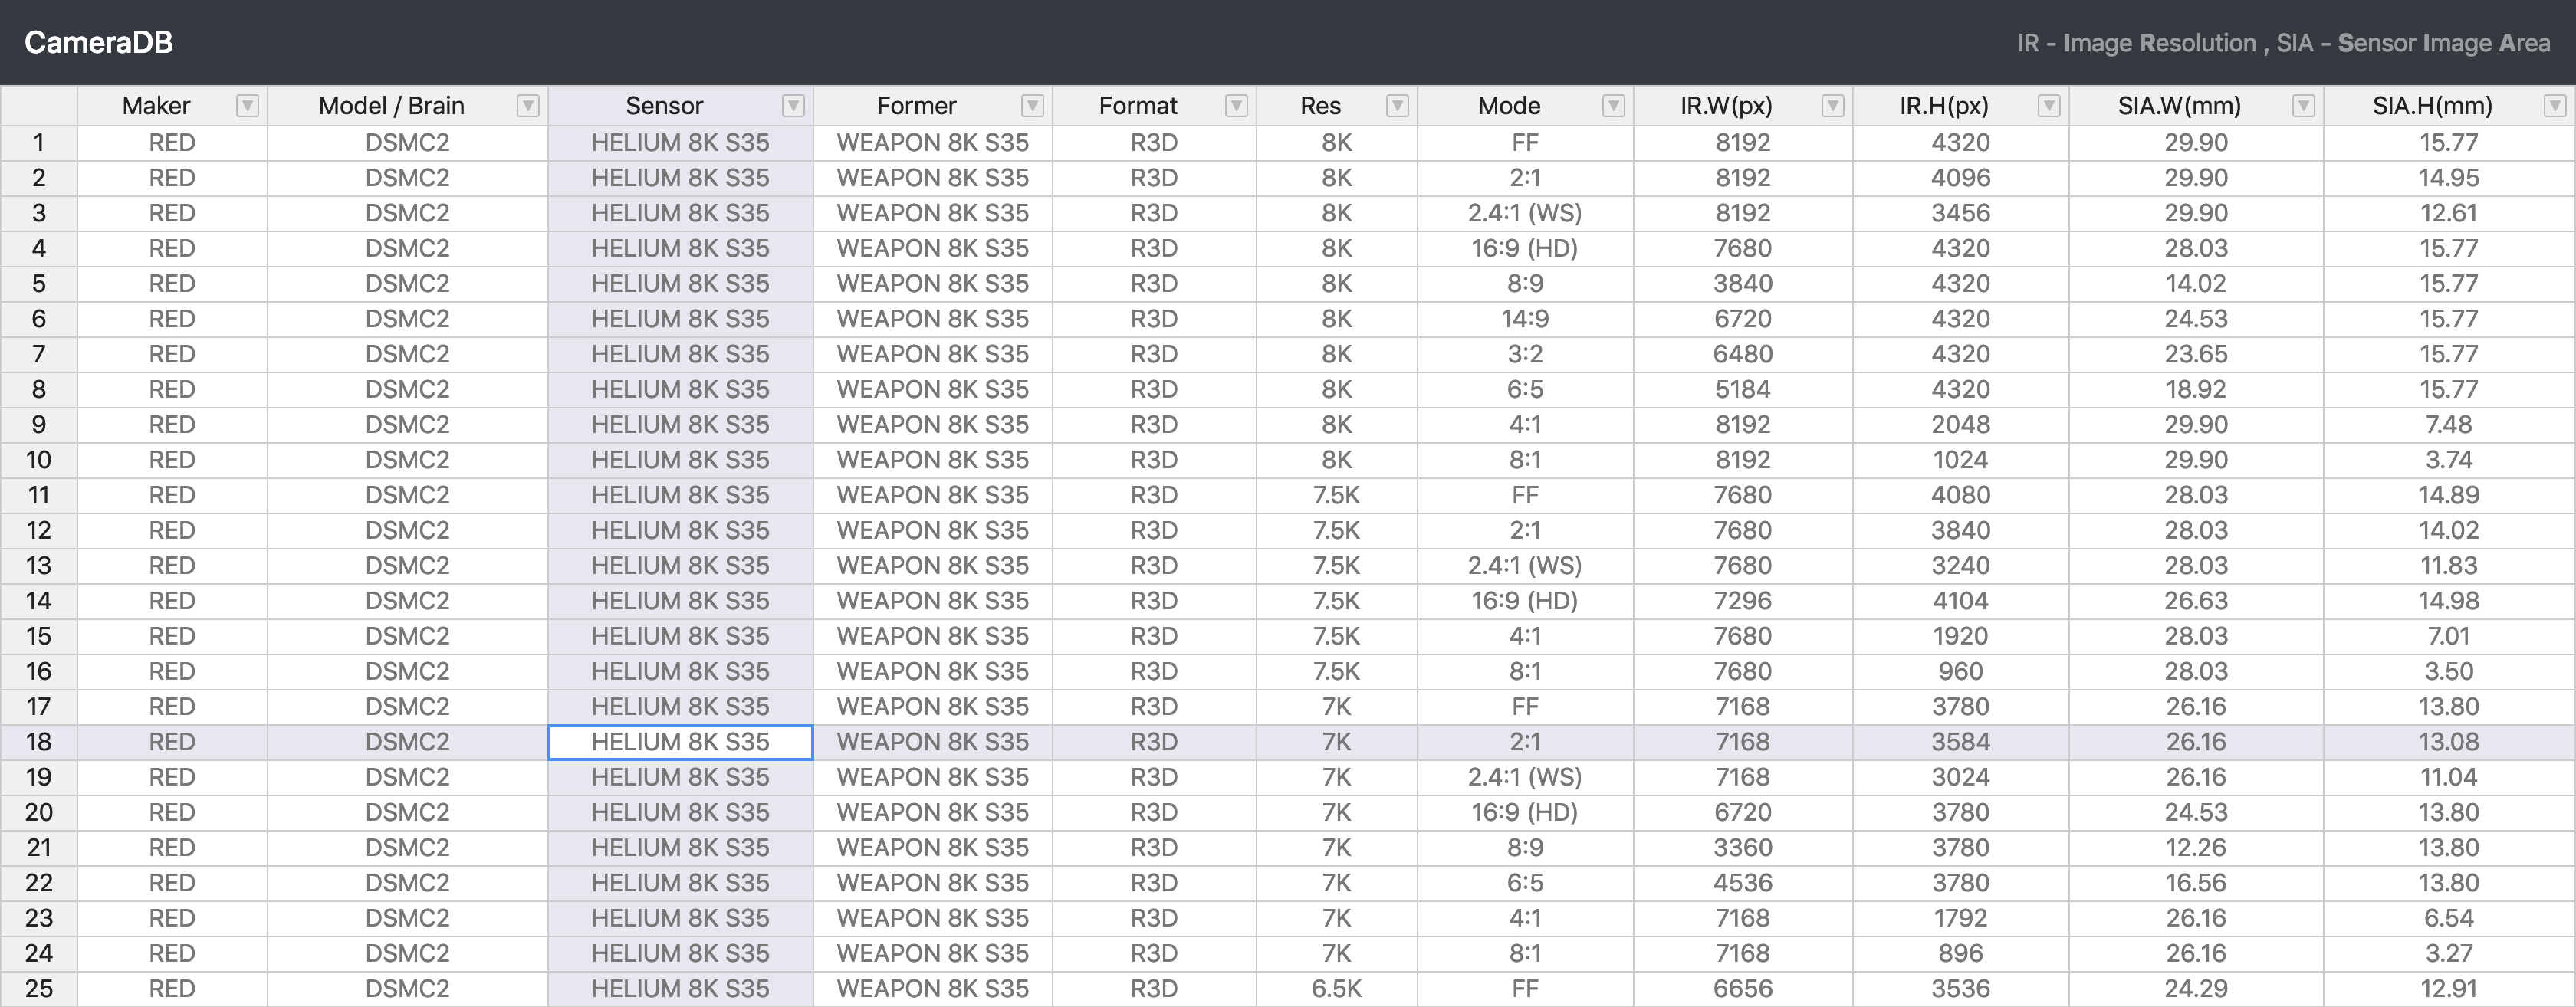 CameraDB
IR - Image Resolution , SIA - Sensor Image Area
Maker Model / Brain Sensor Former Format Res Mode IR.W(px) IR.H(px) SIA.W(mm) SIA.H(mm)
1 RED DSMC2 HELIUM 8K S35 WEAPON 8K S35 R3D 8K FF 8192 4320 29.90 15.77
2 RED DSMC2 HELIUM 8K S35 WEAPON 8K S35 R3D 8K 2:1 8192 4096 29.90 14.95
3 RED DSMC2 HELIUM 8K S35 WEAPON 8K S35 R3D 8K 2.4:1 (WS) 8192 3456 29.90 12.61
4 RED DSMC2 HELIUM 8K S35 WEAPON 8K S35 R3D 8K 16:9 (HD) 7680 4320 28.03 15.77
5 RED DSMC2 HELIUM 8K S35 WEAPON 8K S35 R3D 8K 8:9 3840 4320 14.02 15.77
6 RED DSMC2 HELIUM 8K S35 WEAPON 8K S35 R3D 8K 14:9 6720 4320 24.53 15.77
7 RED DSMC2 HELIUM 8K S35 WEAPON 8K S35 R3D 8K 3:2 6480 4320 23.65 15.77
8 RED DSMC2 HELIUM 8K S35 WEAPON 8K S35 R3D 8K 6:5 5184 4320 18.92 15.77
9 RED DSMC2 HELIUM 8K S35 WEAPON 8K S35 R3D 8K 4:1 8192 2048 29.90 7.48
10 RED DSMC2 HELIUM 8K S35 WEAPON 8K S35 R3D 8K 8:1 8192 1024 29.90 3.74
11 RED DSMC2 HELIUM 8K S35 WEAPON 8K S35 R3D 7.5K FF 7680 4080 28.03 14.89
12 RED DSMC2 HELIUM 8K S35 WEAPON 8K S35 R3D 7.5K 2:1 7680 3840 28.03 14.02
13 RED DSMC2 HELIUM 8K S35 WEAPON 8K S35 R3D 7.5K 2.4:1 (WS) 7680 3240 28.03 11.83
14 RED DSMC2 HELIUM 8K S35 WEAPON 8K S35 R3D 7.5K 16:9 (HD) 7296 4104 26.63 14.98
15 RED DSMC2 HELIUM 8K S35 WEAPON 8K S35 R3D 7.5K 4:1 7680 1920 28.03 7.01
16 RED DSMC2 HELIUM 8K S35 WEAPON 8K S35 R3D 7.5K 8:1 7680 960 28.03 3.50
17 RED DSMC2 HELIUM 8K S35 WEAPON 8K S35 R3D 7K FF 7168 3780 26.16 13.80
18 RED DSMC2 HELIUM 8K S35 WEAPON 8K S35 R3D 7K 2:1 7168 3584 26.16 13.08
19 RED DSMC2 HELIUM 8K S35 WEAPON 8K S35 R3D 7K 2.4:1 (WS) 7168 3024 26.16 11.04
20 RED DSMC2 HELIUM 8K S35 WEAPON 8K S35 R3D 7K 16:9 (HD) 6720 3780 24.53 13.80
21 RED DSMC2 HELIUM 8K S35 WEAPON 8K S35 R3D 7K 8:9 3360 3780 12.26 13.80
22 RED DSMC2 HELIUM 8K S35 WEAPON 8K S35 R3D 7K 6:5 4536 3780 16.56 13.80
23 RED DSMC2 HELIUM 8K S35 WEAPON 8K S35 R3D 7K 4:1 7168 1792 26.16 6.54
24 RED DSMC2 HELIUM 8K S35 WEAPON 8K S35 R3D 7K 8:1 7168 896 26.16 3.27
25 RED DSMC2 HELIUM 8K S35 WEAPON 8K S35 R3D 6.5K FF 6656 3536 24.29 12.91